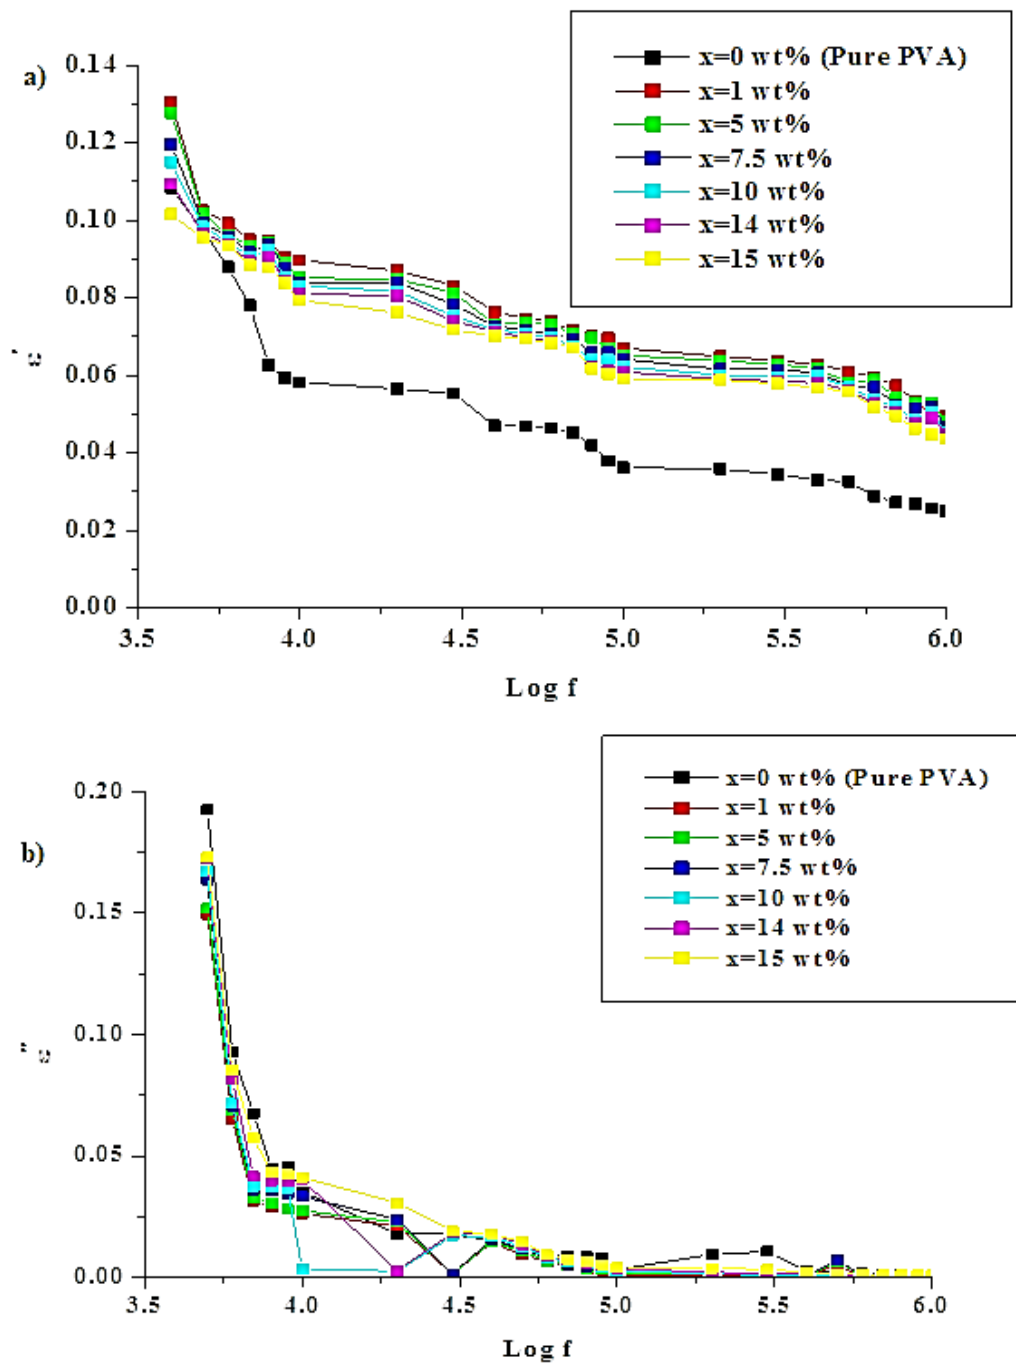 a)
x=0 wt% (Pure PVA)
x=1 wt%
x=5 wt%
x=7.5 wt%
x=10 wt%
x=14 wt%
x=15 wt%
0.14
0.12
0.10
0.08
0.06
0.04
0.02
0.00
ε'
3.5 4.0 4.5 5.0 5.5 6.0
Log f
b)
x=0 wt% (Pure PVA)
x=1 wt%
x=5 wt%
x=7.5 wt%
x=10 wt%
x=14 wt%
x=15 wt%
0.20
0.15
0.10
0.05
0.00
ε"
3.5 4.0 4.5 5.0 5.5 6.0
Log f